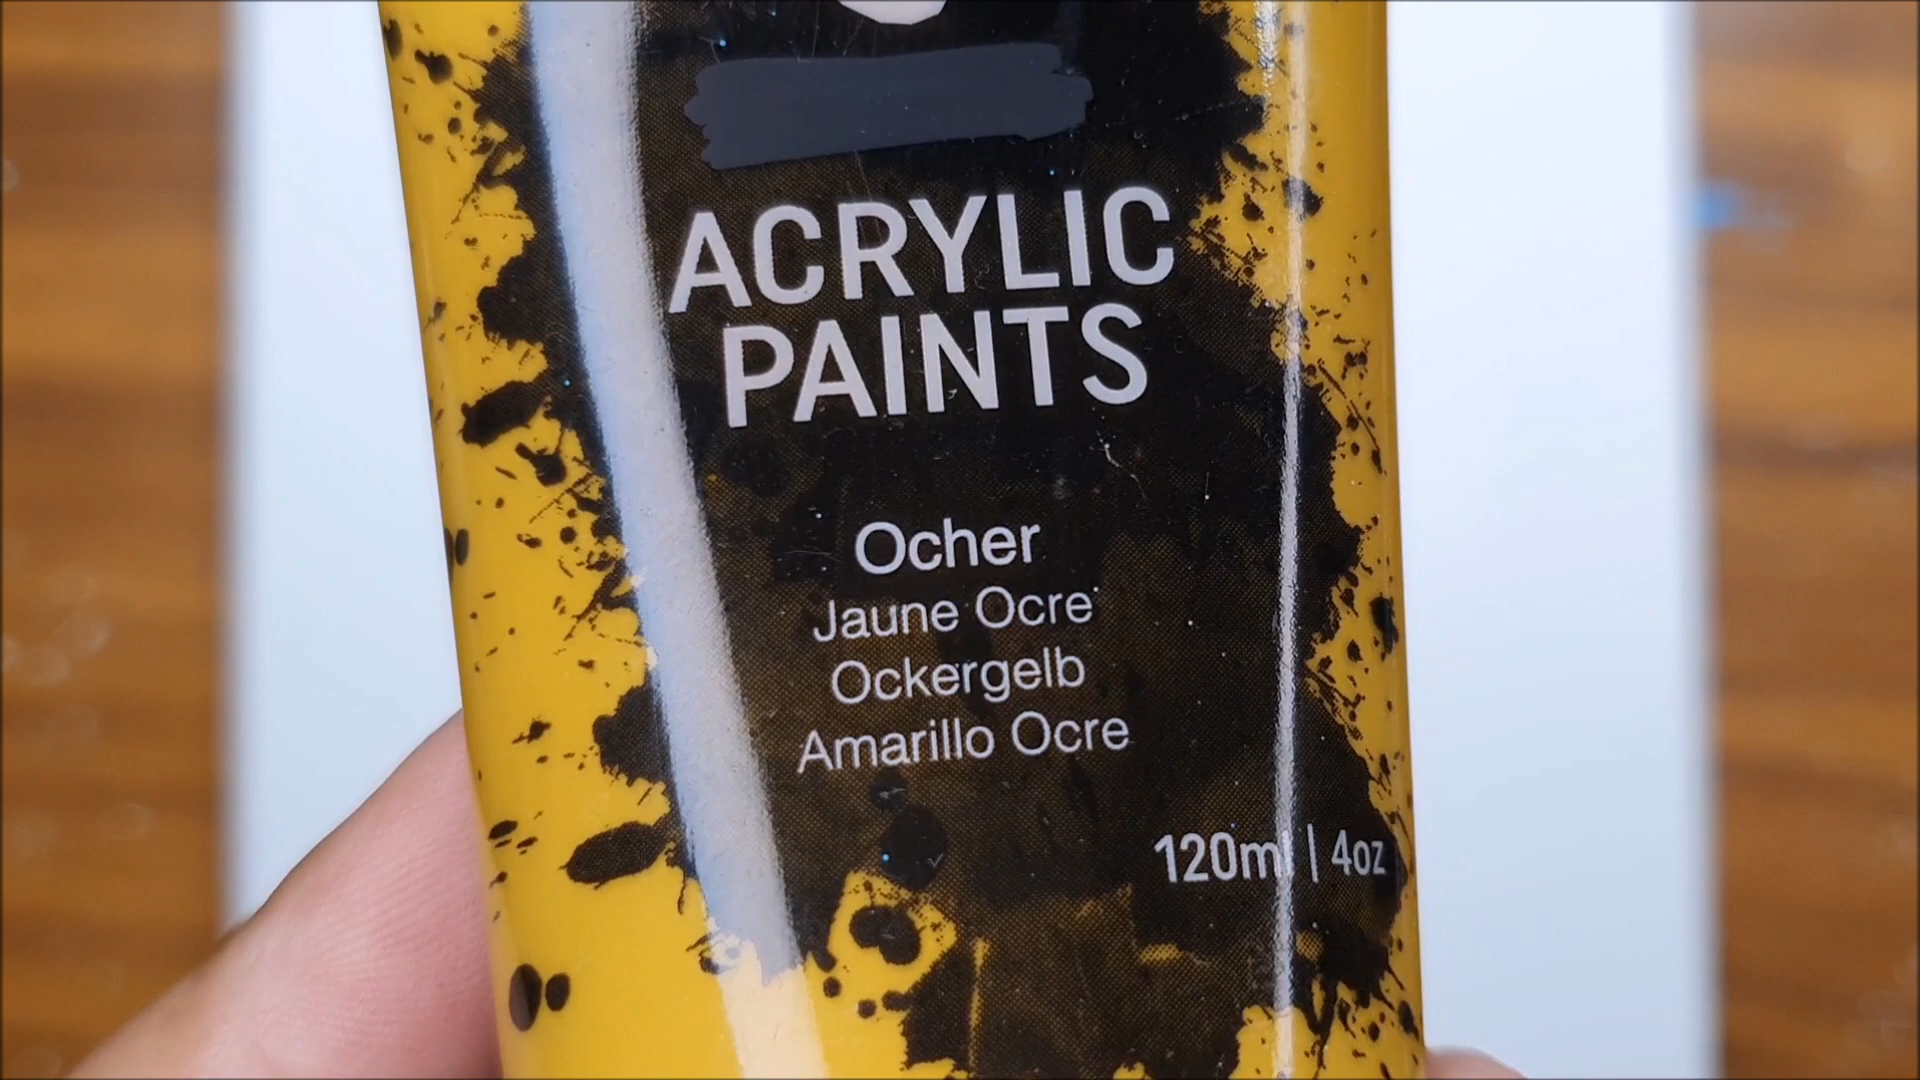 ACRYLIC
PAINTS
Ocher
Jaune Ocre
Ockergelb
Amarillo Ocre
120ml | 4oz